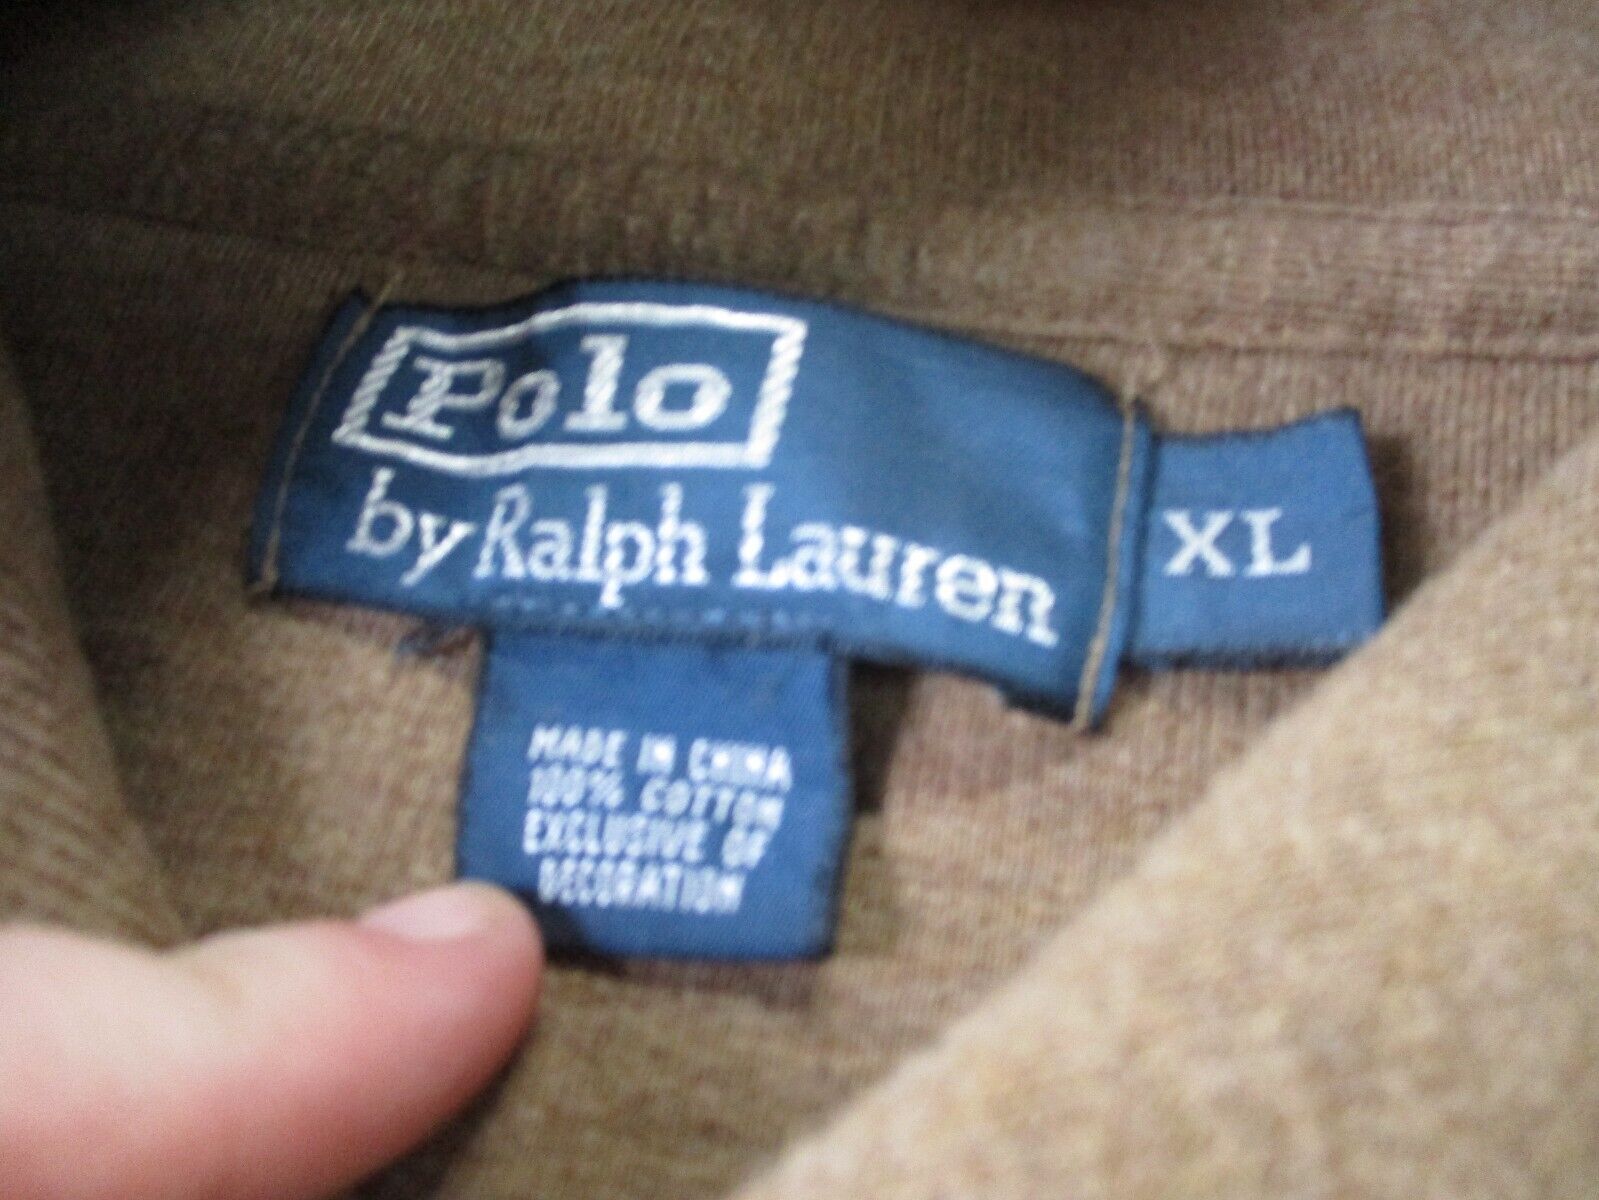 Polo
by Ralph Lauren
XL
MADE IN CHINA
100% COTTON
EXCLUSIVE OF
DECORATION